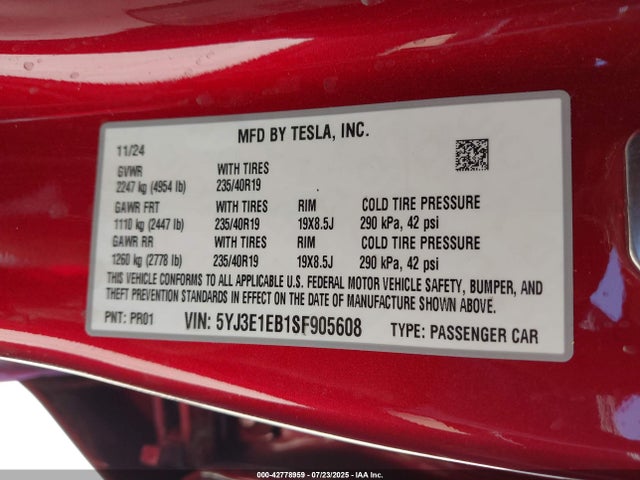 MFD BY TESLA, INC.
11/24
GVWR WITH TIRES
2247 kg (4954 lb) 235/40R19
GAWR FRT WITH TIRES RIM COLD TIRE PRESSURE
1110 kg (2447 lb) 235/40R19 19X8.5J 290 kPa, 42 psi
GAWR RR WITH TIRES RIM COLD TIRE PRESSURE
1260 kg (2778 lb) 235/40R19 19X8.5J 290 kPa, 42 psi
THIS VEHICLE CONFORMS TO ALL APPLICABLE U.S. FEDERAL MOTOR VEHICLE SAFETY, BUMPER, AND
THEFT PREVENTION STANDARDS IN EFFECT ON THE DATE OF MANUFACTURE SHOWN ABOVE.
PNT: PR01 VIN: 5YJ3E1EB1SF905608 TYPE: PASSENGER CAR
000-42778959 - 07/23/2025 - IAA Inc.